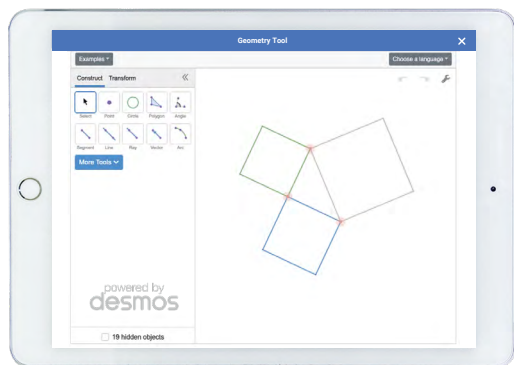 Geometry Tool
Examples
Choose a language
Construct Transform
Select Point Circle Polygon Angle
Segment Line Ray Vector Arc
More Tools
powered by
desmos
19 hidden objects